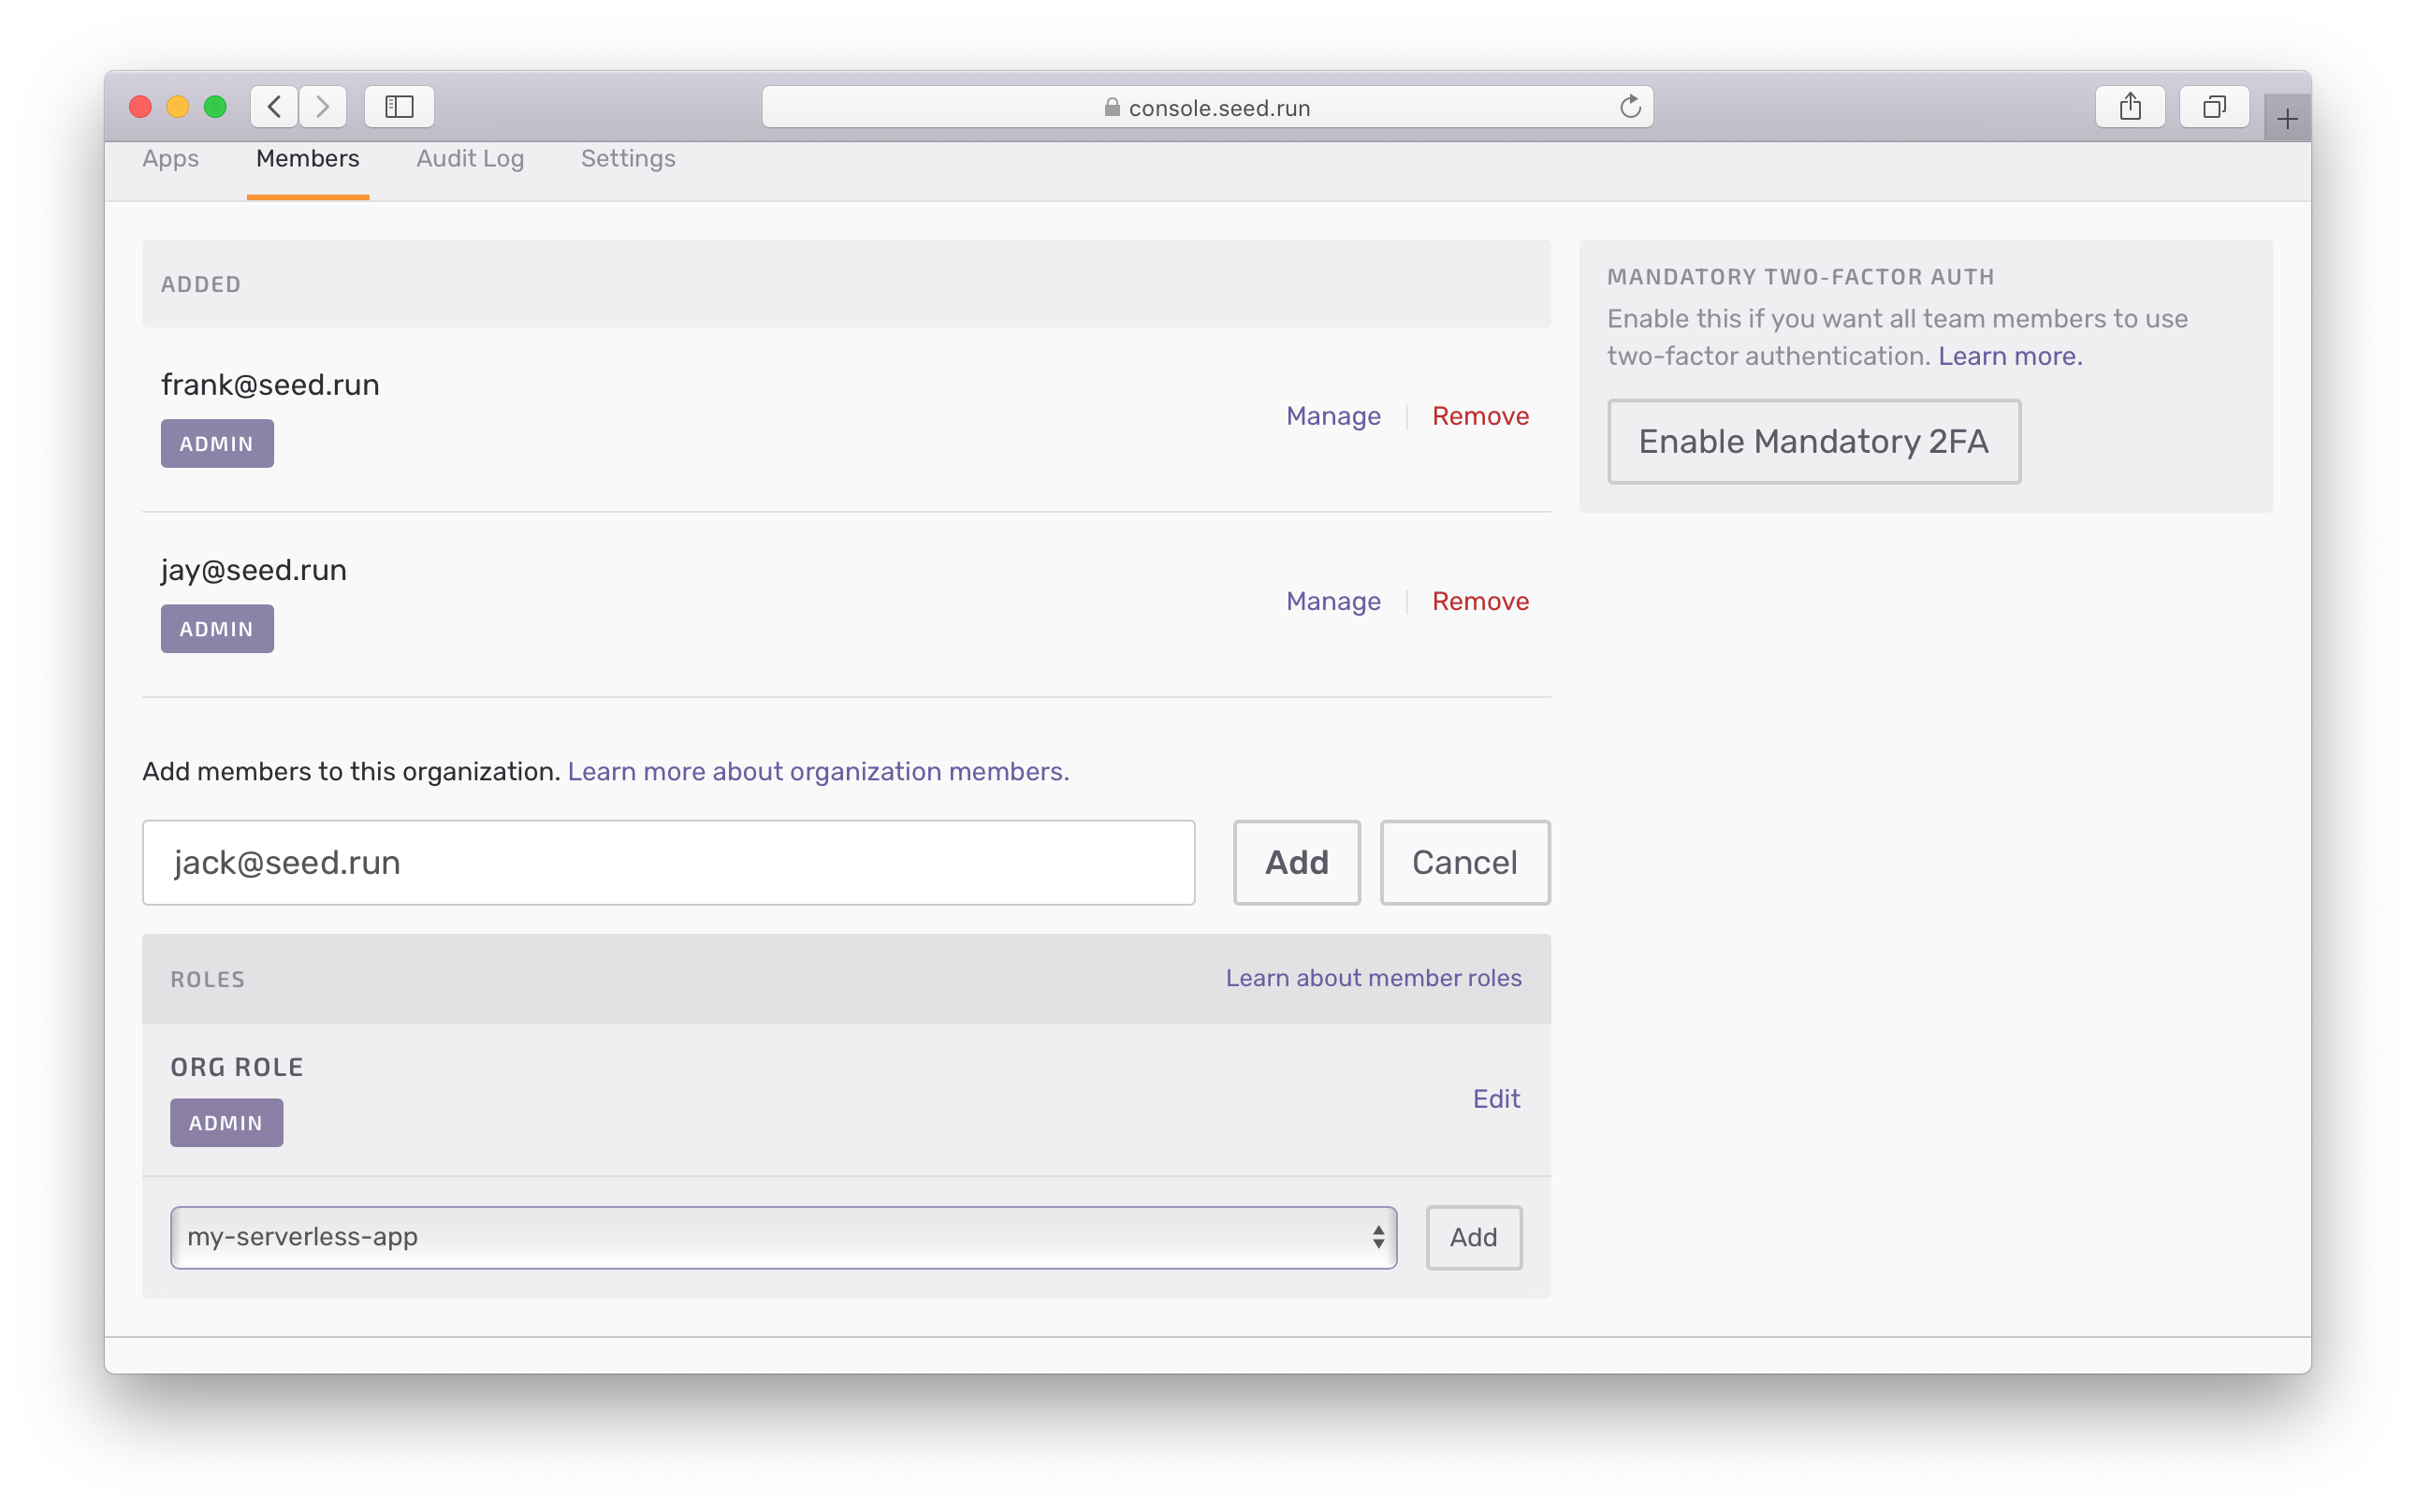 console.seed.run
Apps Members Audit Log Settings
ADDED
frank@seed.run
ADMIN
Manage Remove
jay@seed.run
ADMIN
Manage Remove
Add members to this organization. Learn more about organization members.
jack@seed.run
Add Cancel
ROLES Learn about member roles
ORG ROLE
ADMIN
Edit
my-serverless-app Add
MANDATORY TWO-FACTOR AUTH
Enable this if you want all team members to use
two-factor authentication. Learn more.
Enable Mandatory 2FA